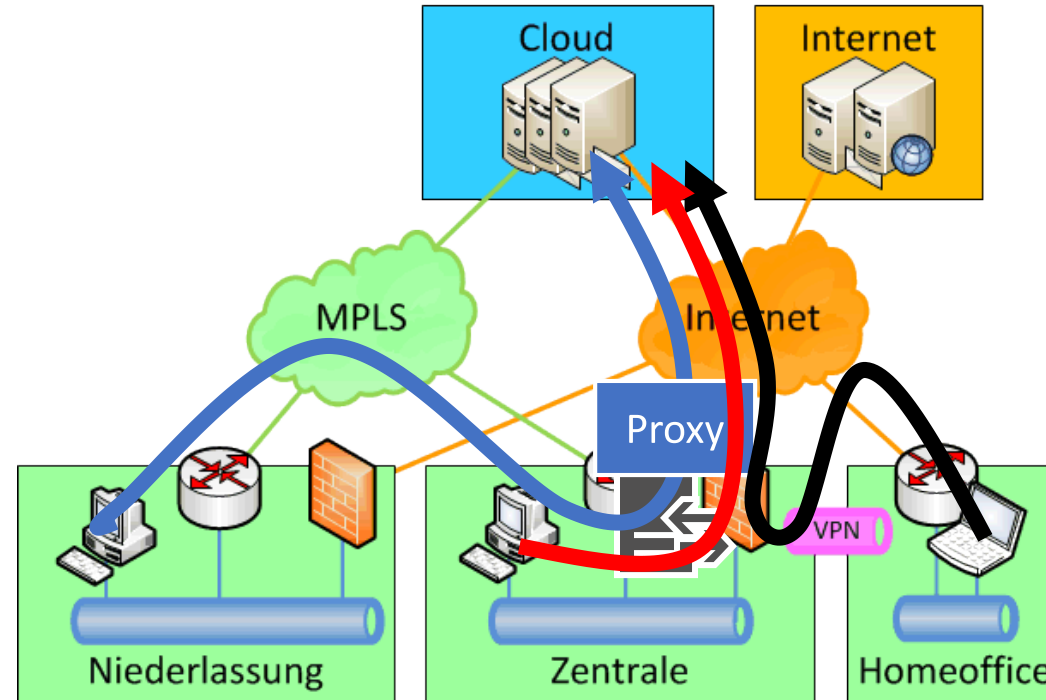 Cloud
Internet
MPLS
Internet
Proxy
VPN
Niederlassung
Zentrale
Homeoffice